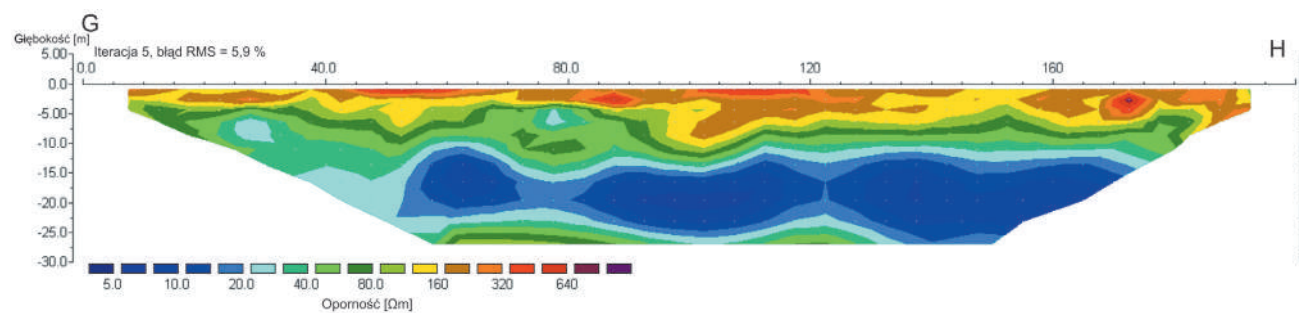 G
Głębokość [m]
Iteracja 5, błąd RMS = 5,9 %
H
5.00
0.0 40.0 80.0 120 160
0.0
-5.00
-10.0
-15.0
-20.0
-25.0
-30.0
5.0 10.0 20.0 40.0 80.0 160 320 640
Oporność [Ωm]